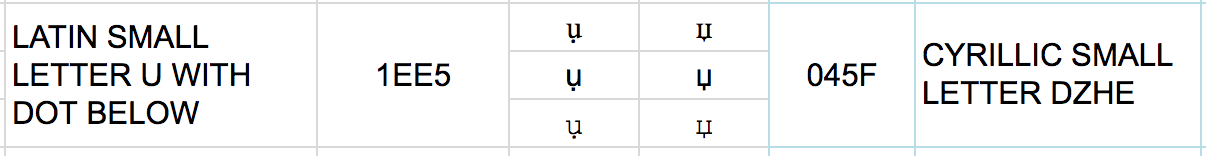 LATIN SMALL
LETTER U WITH
DOT BELOW
1EE5
ụ џ
ụ џ
ụ џ
045F
CYRILLIC SMALL
LETTER DZHE